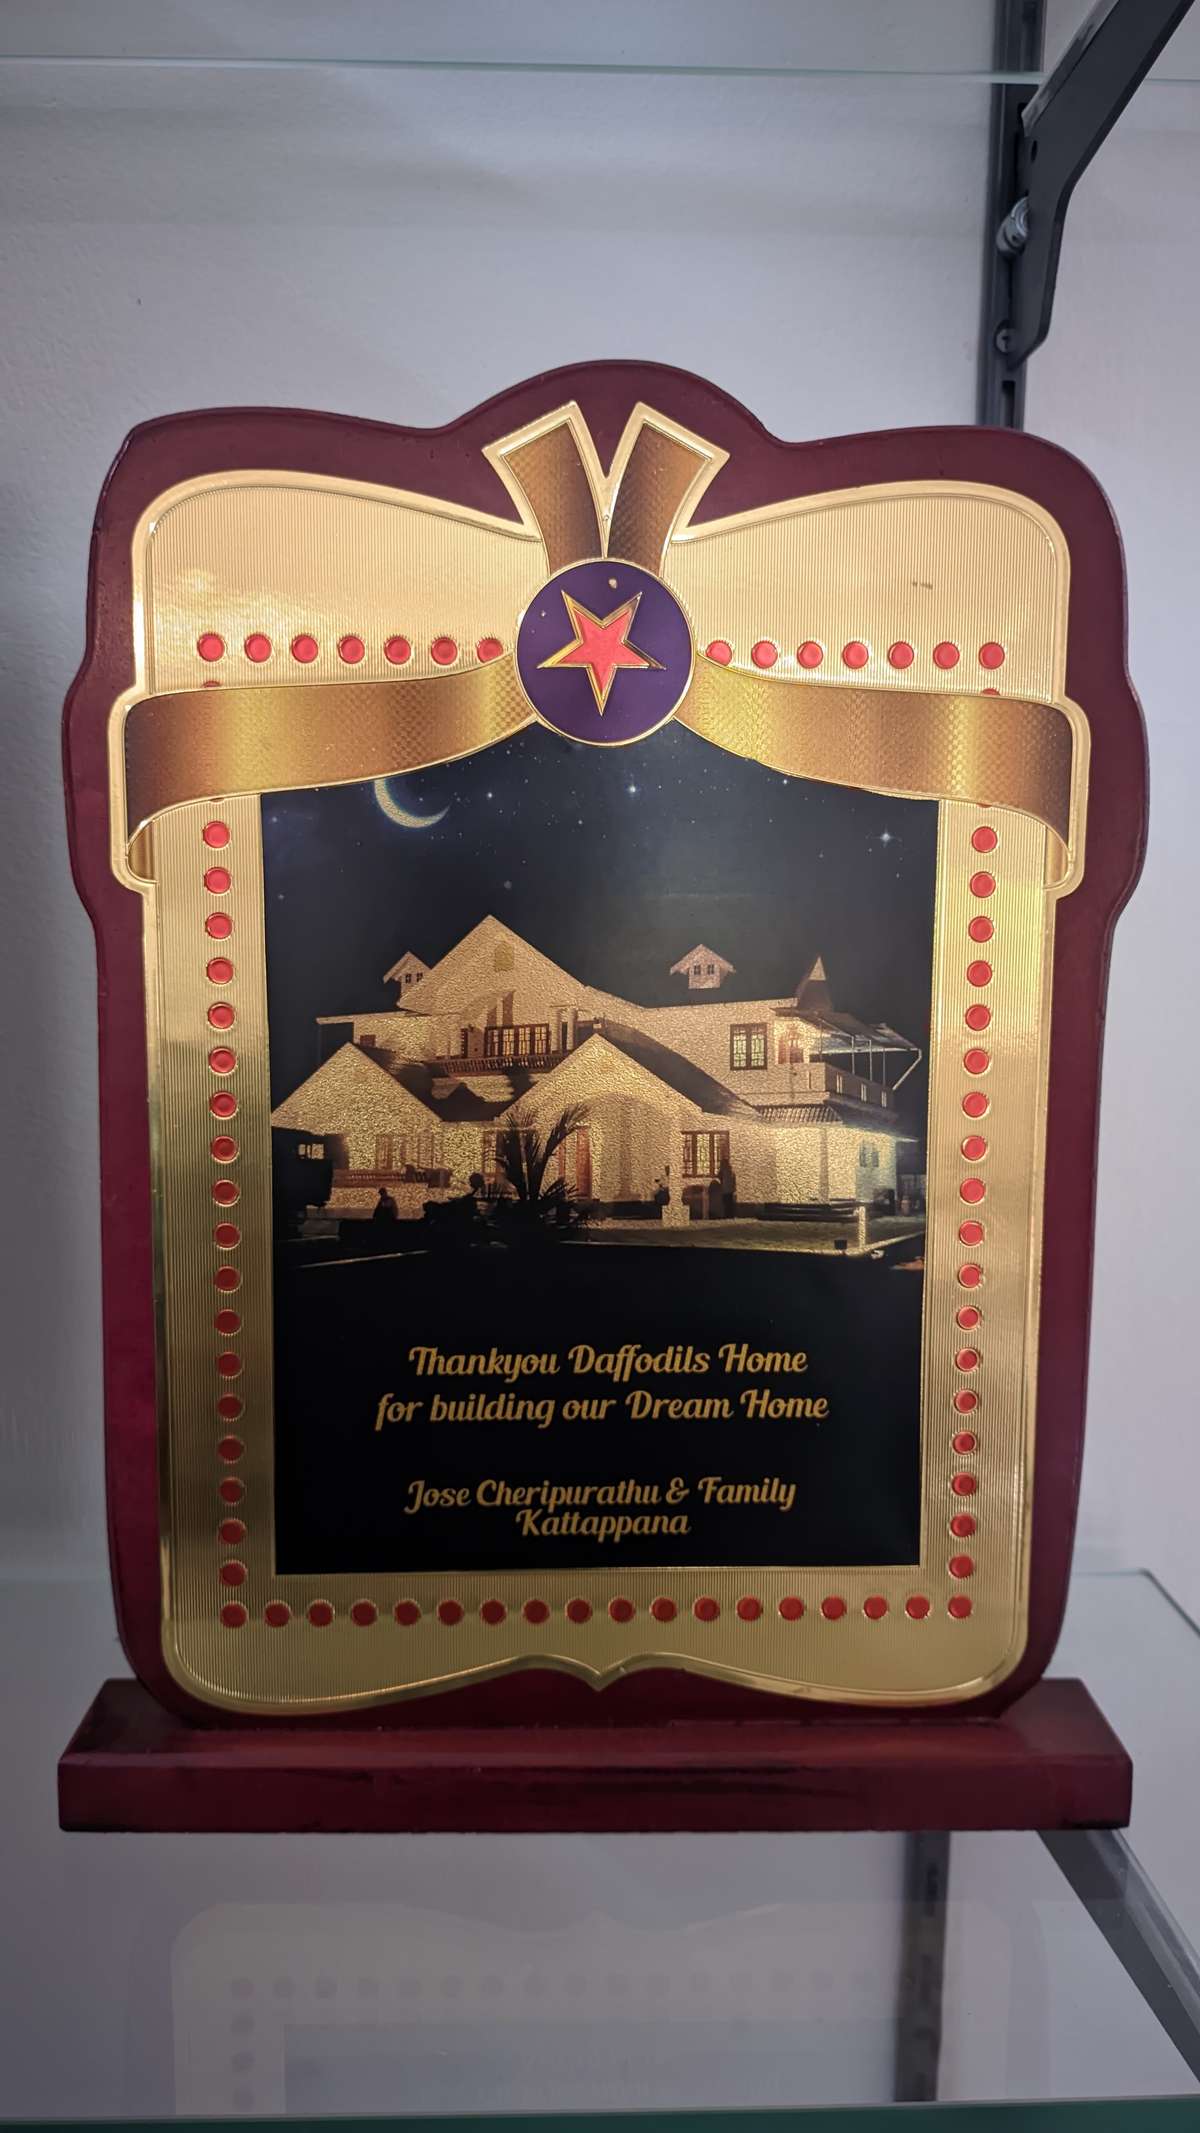 Thankyou Daffodils Home
for building our Dream Home
Jose Cheripurathu & Family
Kattappana